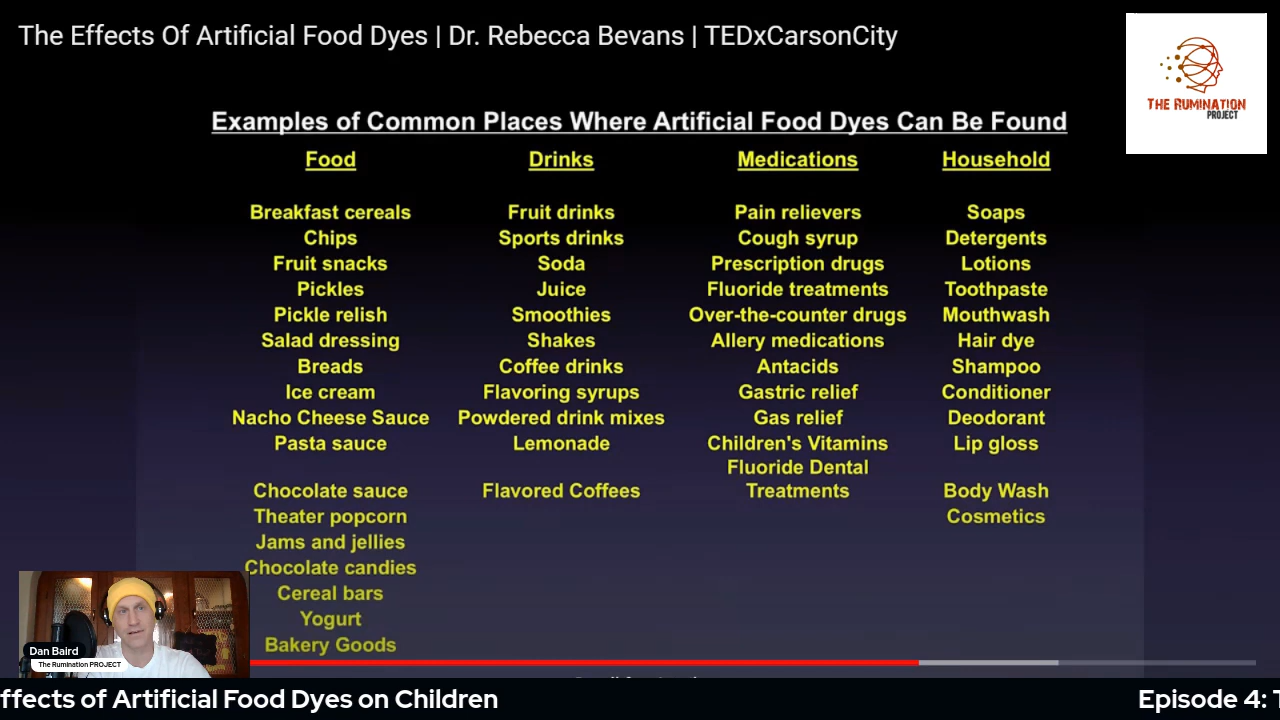 The Effects Of Artificial Food Dyes | Dr. Rebecca Bevans | TEDxCarsonCity
THE RUMINATION
PROJECT
Examples of Common Places Where Artificial Food Dyes Can Be Found
Food
Breakfast cereals
Chips
Fruit snacks
Pickles
Pickle relish
Salad dressing
Breads
Ice cream
Nacho Cheese Sauce
Pasta sauce
Chocolate sauce
Theater popcorn
Jams and jellies
Chocolate candies
Cereal bars
Yogurt
Bakery Goods
Drinks
Fruit drinks
Sports drinks
Soda
Juice
Smoothies
Shakes
Coffee drinks
Flavoring syrups
Powdered drink mixes
Lemonade
Flavored Coffees
Medications
Pain relievers
Cough syrup
Prescription drugs
Fluoride treatments
Over-the-counter drugs
Allery medications
Antacids
Gastric relief
Gas relief
Children's Vitamins
Fluoride Dental
Treatments
Household
Soaps
Detergents
Lotions
Toothpaste
Mouthwash
Hair dye
Shampoo
Conditioner
Deodorant
Lip gloss
Body Wash
Cosmetics
Dan Baird
The Rumination PROJECT
ffects of Artificial Food Dyes on Children
Episode 4: T